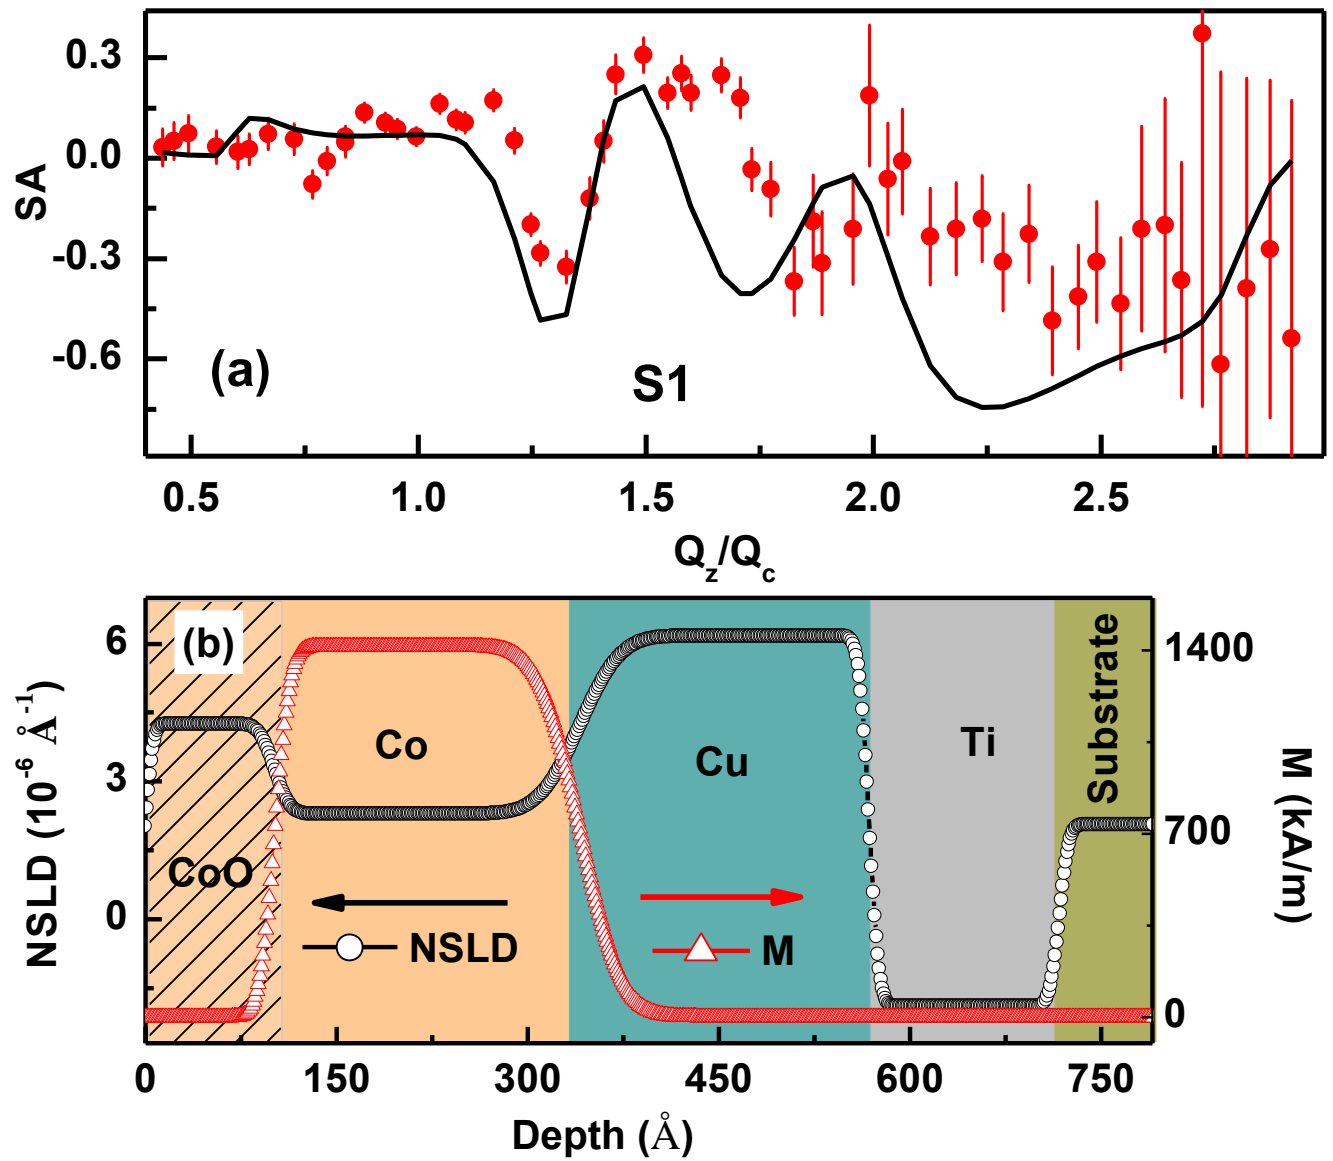 0.3
0.0
-0.3
-0.6
SA
(a)
S1
0.5 1.0 1.5 2.0 2.5
Qz/Qc
(b)
6
3
0
NSLD (10⁻⁶ Å⁻¹)
1400
700
0
M (kA/m)
CoO
Co
Cu
Ti
Substrate
NSLD
M
0 150 300 450 600 750
Depth (Å)